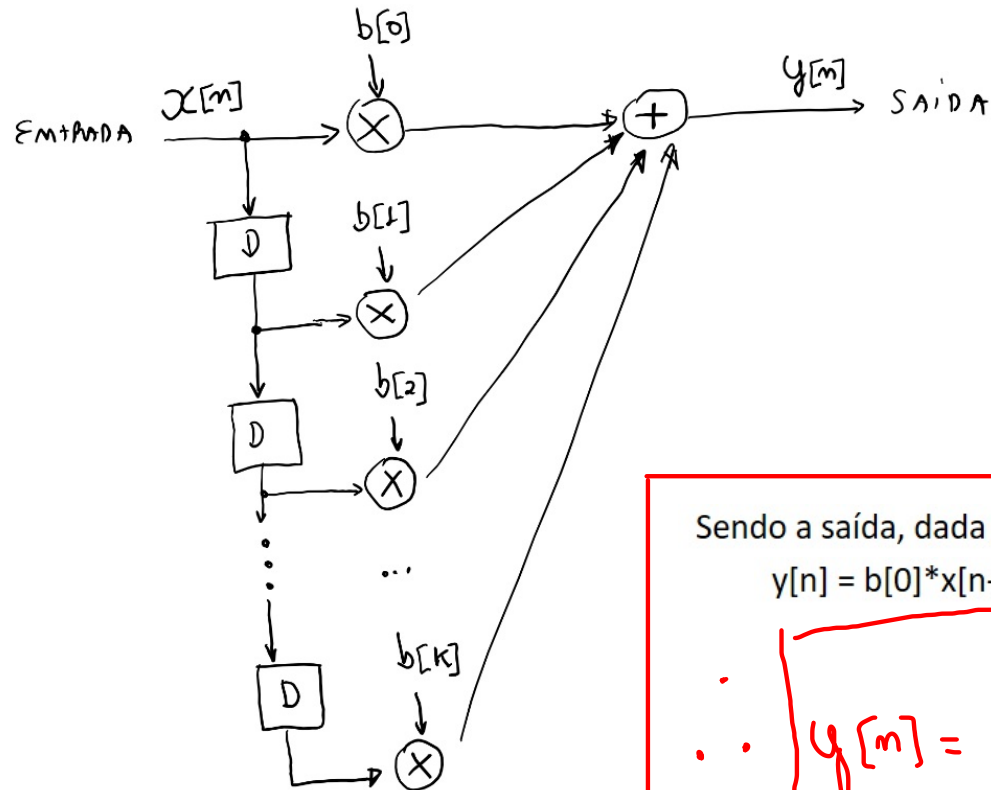 b[0]
ENTRADA x[n] y[n] SAÍDA
D
b[1]
D
b[2]
...
D
b[K]
Sendo a saída, dada
y[n] = b[0]*x[n-
∴ y[n] =